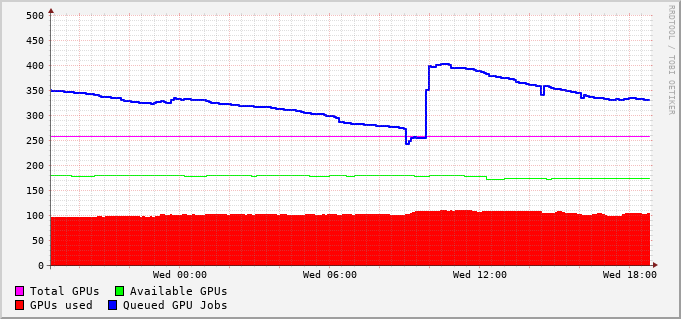 500
450
400
350
300
250
200
150
100
50
0
Wed 00:00 Wed 06:00 Wed 12:00 Wed 18:00
Total GPUs Available GPUs
GPUs used Queued GPU Jobs
RRDTOOL / TOBI OETIKER